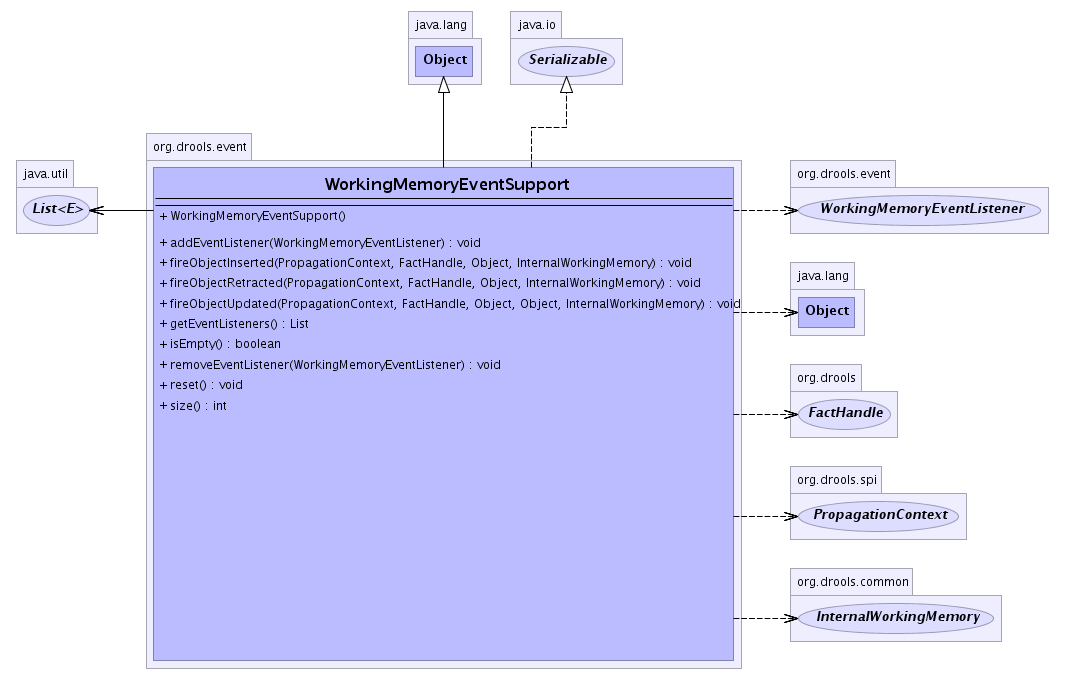 java.lang
Object
java.io
Serializable
java.util
List<E>
org.drools.event
WorkingMemoryEventSupport
+ WorkingMemoryEventSupport()
+ addEventListener(WorkingMemoryEventListener) : void
+ fireObjectInserted(PropagationContext, FactHandle, Object, InternalWorkingMemory) : void
+ fireObjectRetracted(PropagationContext, FactHandle, Object, InternalWorkingMemory) : void
+ fireObjectUpdated(PropagationContext, FactHandle, Object, Object, InternalWorkingMemory) : void
+ getEventListeners() : List
+ isEmpty() : boolean
+ removeEventListener(WorkingMemoryEventListener) : void
+ reset() : void
+ size() : int
org.drools.event
WorkingMemoryEventListener
java.lang
Object
org.drools
FactHandle
org.drools.spi
PropagationContext
org.drools.common
InternalWorkingMemory